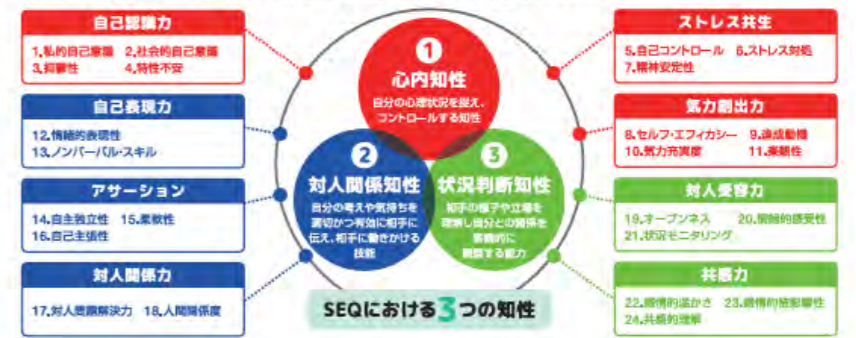 自己認識力
1.私的自己意識 2.社会的自己意識
3.抑鬱性 4.特性不安
自己表現力
12.情緒的表現性
13.ノンバーバル・スキル
アサーション
14.自主独立性 15.柔軟性
16.自己主張性
対人関係力
17.対人問題解決力 18.人間関係度
1
心内知性
自分の心理状況を捉え、
コントロールする知性
2
対人関係知性
自分の考えや気持ちを
適切かつ有効に相手に
伝え、相手に働きかける
技能
3
状況判断知性
相手の様子や立場を
理解し自分との関係を
客観的に
観察する能力
SEQにおける3つの知性
ストレス共生
5.自己コントロール 6.ストレス対処
7.精神安定性
気力創出力
8.セルフ・エフィカシー 9.達成動機
10.気力充実度 11.楽観性
対人受容力
19.オープンネス 20.情緒的感受性
21.状況モニタリング
共感力
22.感情的温かさ 23.感情的被影響性
24.共感的理解